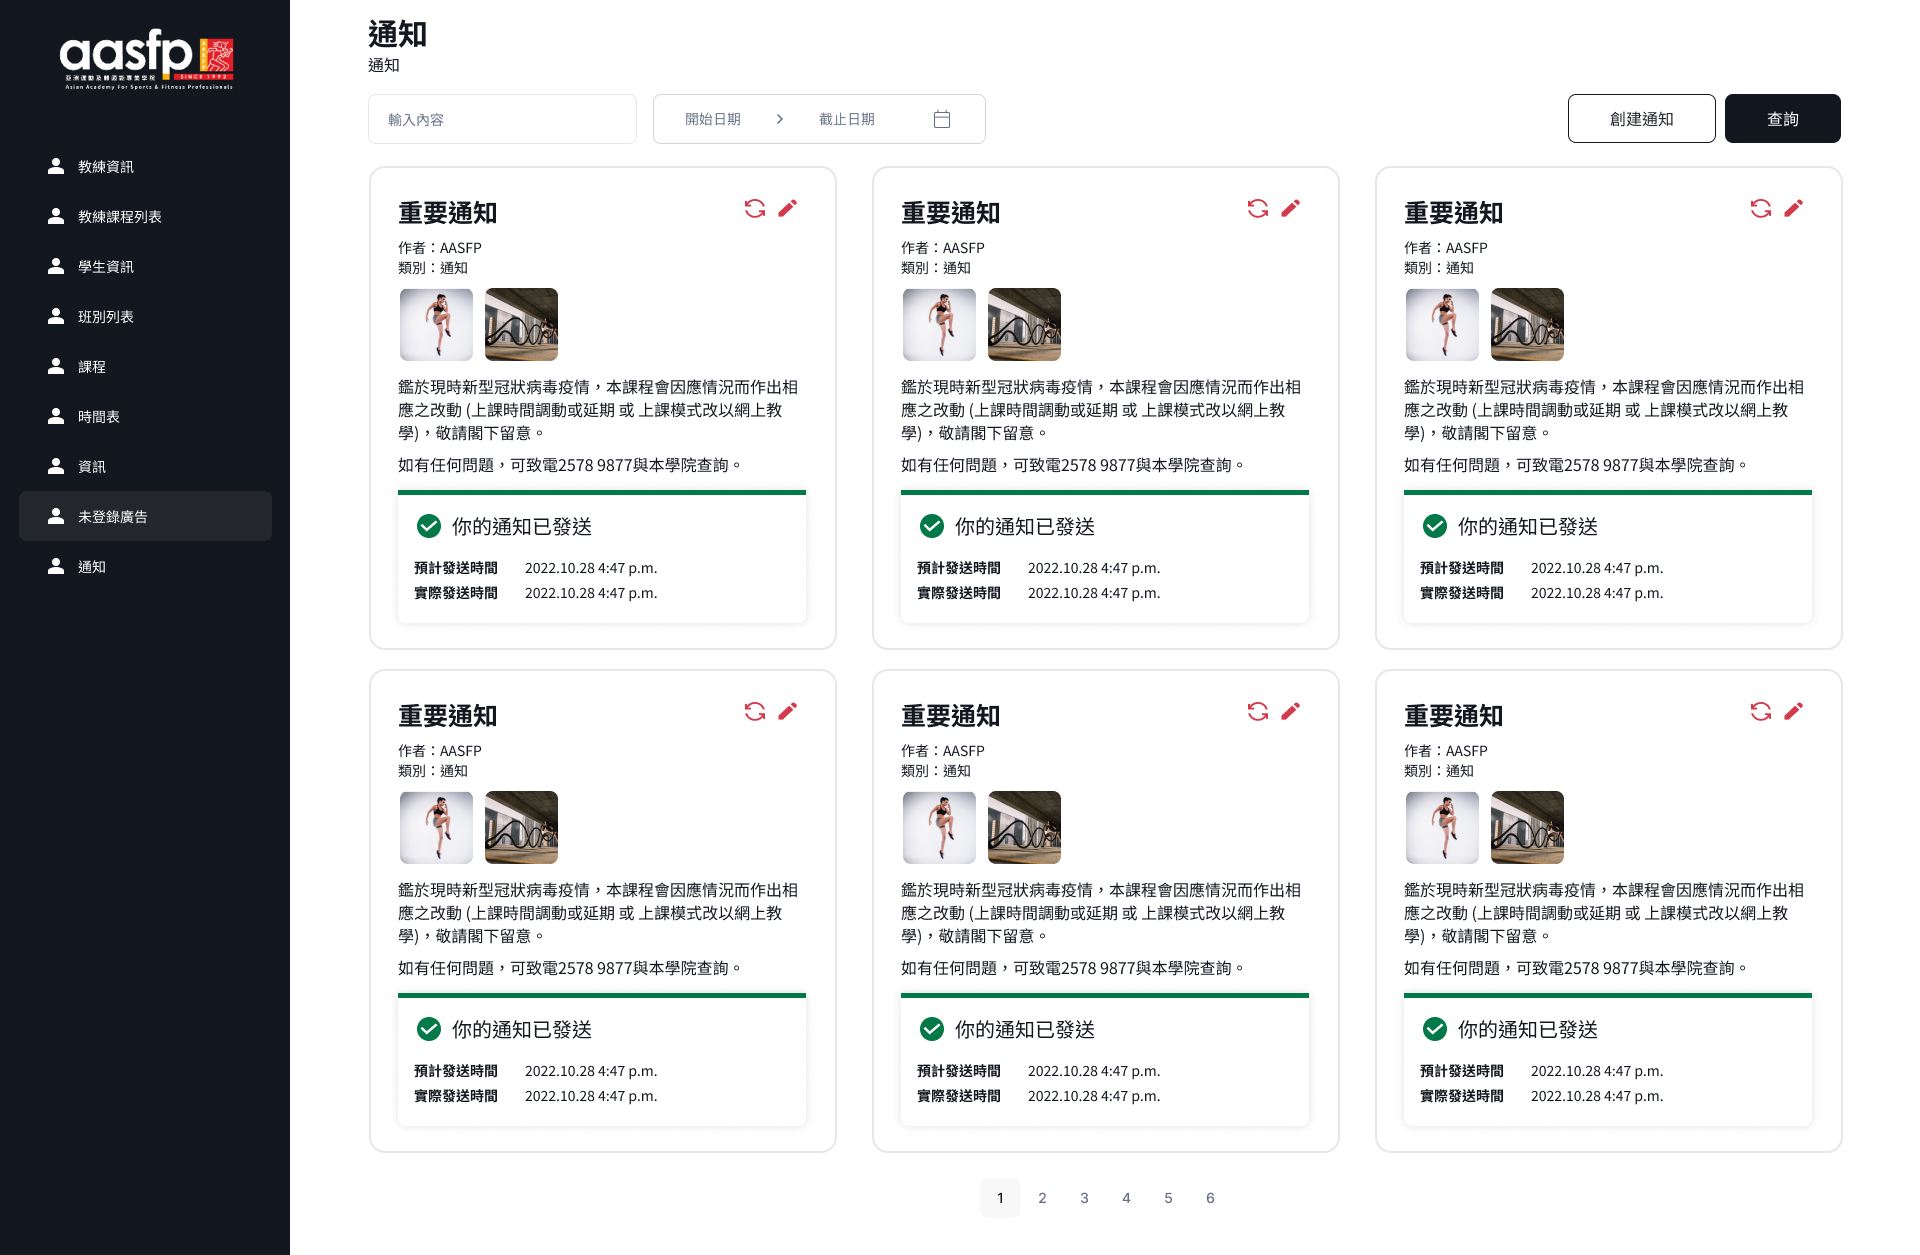 aasfp
亞洲運動及體適能專業學院
SINCE 1992
Asian Academy For Sports & Fitness Professionals
教練資訊
教練課程列表
學生資訊
班別列表
課程
時間表
資訊
未登錄廣告
通知
通知
通知
輸入內容
開始日期 > 截止日期
創建通知
查詢
重要通知
作者：AASFP
類別：通知
鑑於現時新型冠狀病毒疫情，本課程會因應情況而作出相
應之改動 (上課時間調動或延期 或 上課模式改以網上教
學)，敬請閣下留意。
如有任何問題，可致電2578 9877與本學院查詢。
你的通知已發送
預計發送時間 2022.10.28 4:47 p.m.
實際發送時間 2022.10.28 4:47 p.m.
重要通知
作者：AASFP
類別：通知
鑑於現時新型冠狀病毒疫情，本課程會因應情況而作出相
應之改動 (上課時間調動或延期 或 上課模式改以網上教
學)，敬請閣下留意。
如有任何問題，可致電2578 9877與本學院查詢。
你的通知已發送
預計發送時間 2022.10.28 4:47 p.m.
實際發送時間 2022.10.28 4:47 p.m.
重要通知
作者：AASFP
類別：通知
鑑於現時新型冠狀病毒疫情，本課程會因應情況而作出相
應之改動 (上課時間調動或延期 或 上課模式改以網上教
學)，敬請閣下留意。
如有任何問題，可致電2578 9877與本學院查詢。
你的通知已發送
預計發送時間 2022.10.28 4:47 p.m.
實際發送時間 2022.10.28 4:47 p.m.
重要通知
作者：AASFP
類別：通知
鑑於現時新型冠狀病毒疫情，本課程會因應情況而作出相
應之改動 (上課時間調動或延期 或 上課模式改以網上教
學)，敬請閣下留意。
如有任何問題，可致電2578 9877與本學院查詢。
你的通知已發送
預計發送時間 2022.10.28 4:47 p.m.
實際發送時間 2022.10.28 4:47 p.m.
重要通知
作者：AASFP
類別：通知
鑑於現時新型冠狀病毒疫情，本課程會因應情況而作出相
應之改動 (上課時間調動或延期 或 上課模式改以網上教
學)，敬請閣下留意。
如有任何問題，可致電2578 9877與本學院查詢。
你的通知已發送
預計發送時間 2022.10.28 4:47 p.m.
實際發送時間 2022.10.28 4:47 p.m.
重要通知
作者：AASFP
類別：通知
鑑於現時新型冠狀病毒疫情，本課程會因應情況而作出相
應之改動 (上課時間調動或延期 或 上課模式改以網上教
學)，敬請閣下留意。
如有任何問題，可致電2578 9877與本學院查詢。
你的通知已發送
預計發送時間 2022.10.28 4:47 p.m.
實際發送時間 2022.10.28 4:47 p.m.
1 2 3 4 5 6